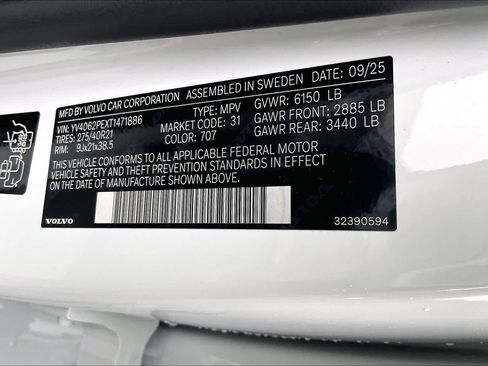 MFD BY VOLVO CAR CORPORATION ASSEMBLED IN SWEDEN DATE: 09/25
VIN: YV4062PEXT1471886 TYPE: MPV GVWR: 6150 LB
TIRES: 275/40R21 MARKET CODE: 31 GAWR FRONT: 2885 LB
RIM: 9Jx21x38.5 COLOR: 707 GAWR REAR: 3440 LB
THIS VEHICLE CONFORMS TO ALL APPLICABLE FEDERAL MOTOR
VEHICLE SAFETY AND THEFT PREVENTION STANDARDS IN EFFECT
ON THE DATE OF MANUFACTURE SHOWN ABOVE.
VOLVO 32390594